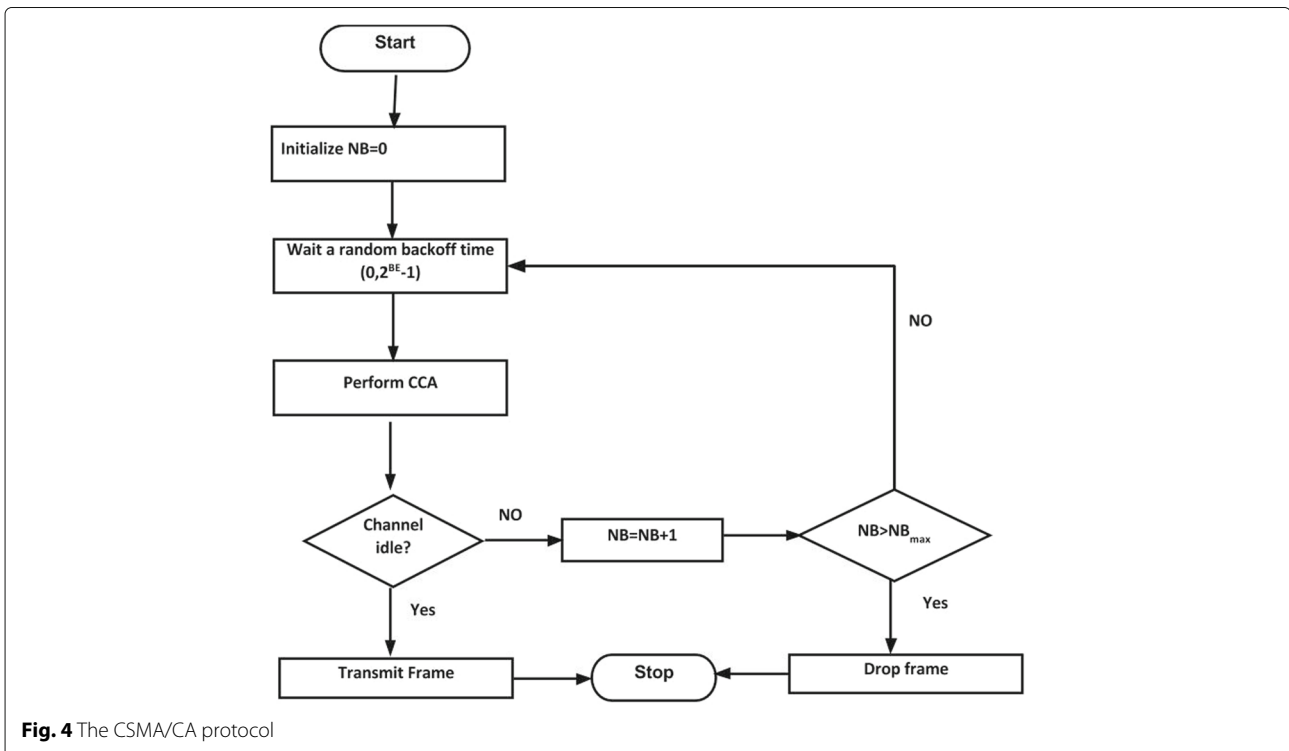 Start
Initialize NB=0
Wait a random backoff time
(0,2^BE-1)
Perform CCA
Channel
idle?
NO
NB=NB+1
NB>NBmax
NO
Yes
Yes
Transmit Frame
Stop
Drop frame
Fig. 4 The CSMA/CA protocol